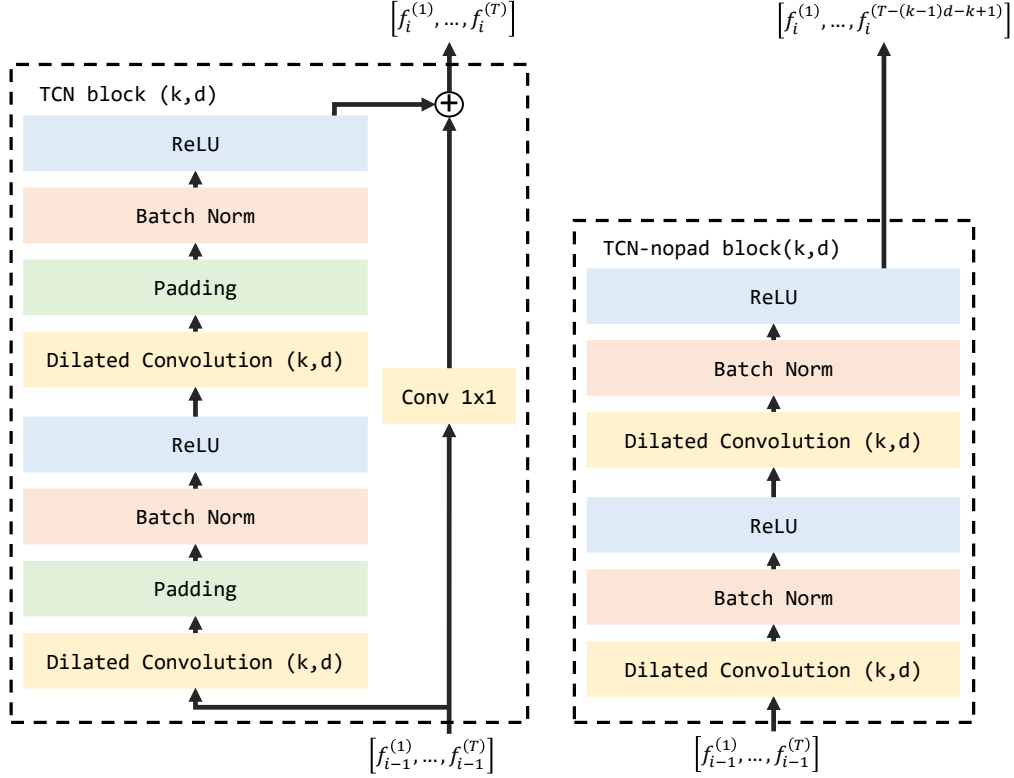 [f_i^(1), …, f_i^(T)]
TCN block (k,d)
ReLU
Batch Norm
Padding
Dilated Convolution (k,d)
ReLU
Batch Norm
Padding
Dilated Convolution (k,d)
+
Conv 1x1
[f_{i-1}^(1), …, f_{i-1}^(T)]
[f_i^(1), …, f_i^(T-(k-1)d-k+1)]
TCN-nopad block(k,d)
ReLU
Batch Norm
Dilated Convolution (k,d)
ReLU
Batch Norm
Dilated Convolution (k,d)
[f_{i-1}^(1), …, f_{i-1}^(T)]